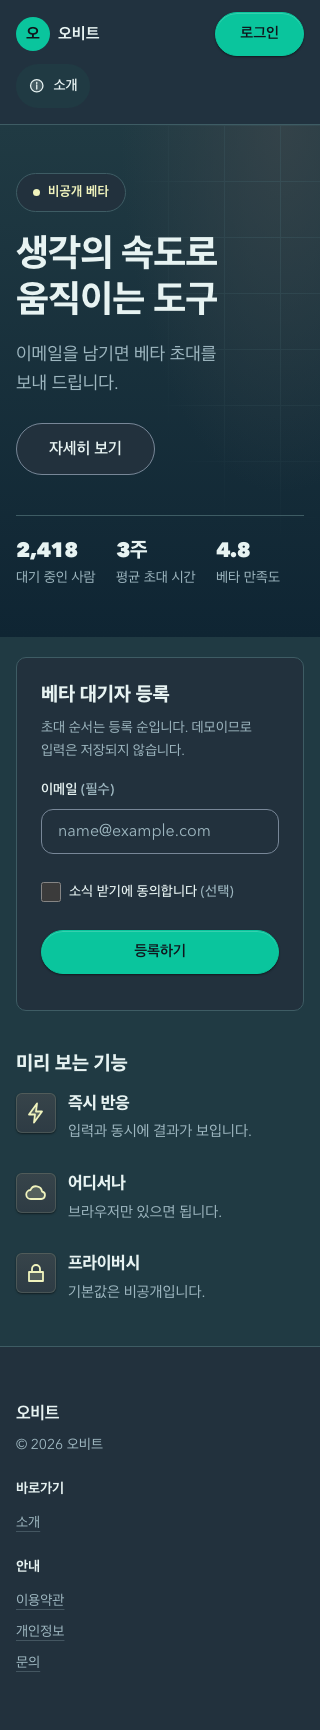 오 오비트
로그인
소개
비공개 베타
생각의 속도로
움직이는 도구
이메일을 남기면 베타 초대를
보내 드립니다.
자세히 보기
2,418 3주 4.8
대기 중인 사람 평균 초대 시간 베타 만족도
베타 대기자 등록
초대 순서는 등록 순입니다. 데모이므로
입력은 저장되지 않습니다.
이메일 (필수)
name@example.com
소식 받기에 동의합니다 (선택)
등록하기
미리 보는 기능
즉시 반응
입력과 동시에 결과가 보입니다.
어디서나
브라우저만 있으면 됩니다.
프라이버시
기본값은 비공개입니다.
오비트
© 2026 오비트
바로가기
소개
안내
이용약관
개인정보
문의